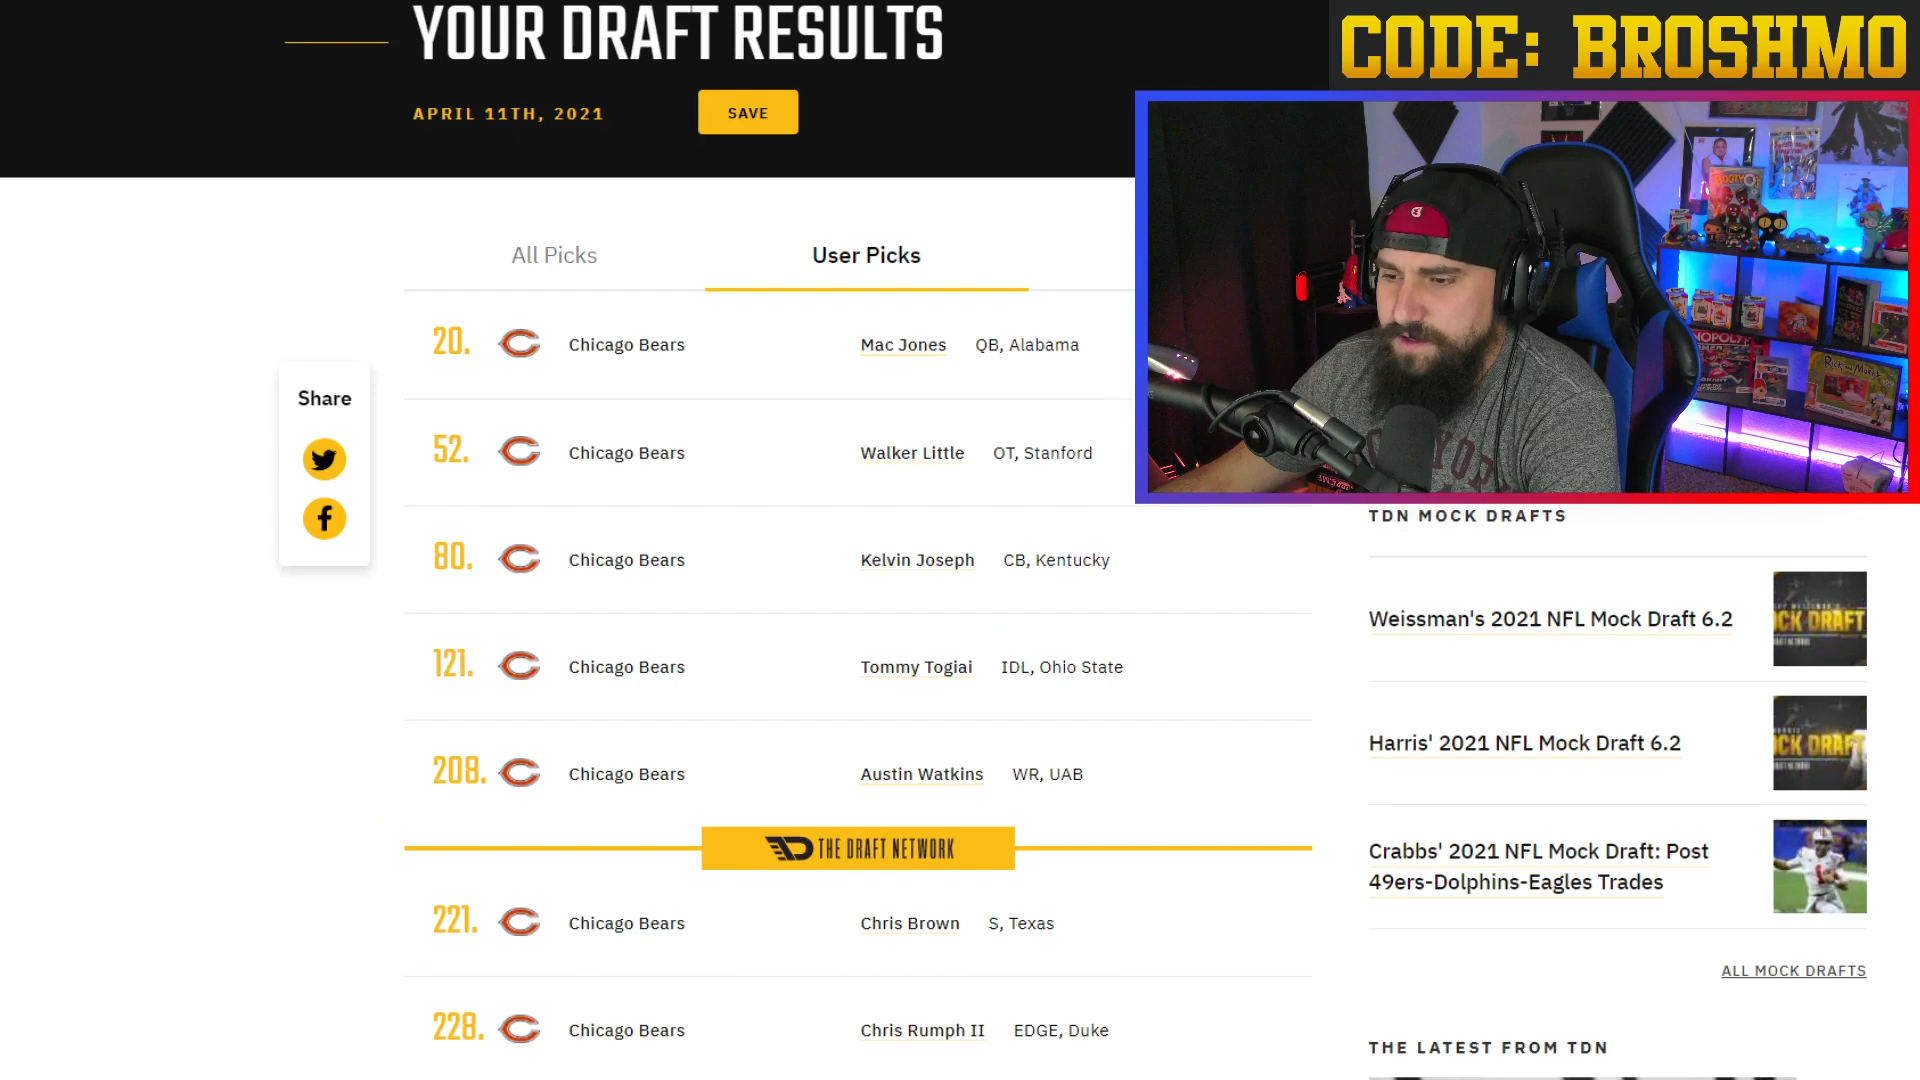 YOUR DRAFT RESULTS
CODE: BROSHMO
APRIL 11TH, 2021
SAVE
All Picks
User Picks
20. Chicago Bears Mac Jones QB, Alabama
Share
52. Chicago Bears Walker Little OT, Stanford
80. Chicago Bears Kelvin Joseph CB, Kentucky
121. Chicago Bears Tommy Togiai IDL, Ohio State
208. Chicago Bears Austin Watkins WR, UAB
THE DRAFT NETWORK
221. Chicago Bears Chris Brown S, Texas
228. Chicago Bears Chris Rumph II EDGE, Duke
TDN MOCK DRAFTS
Weissman's 2021 NFL Mock Draft 6.2
Harris' 2021 NFL Mock Draft 6.2
Crabbs' 2021 NFL Mock Draft: Post
49ers-Dolphins-Eagles Trades
ALL MOCK DRAFTS
THE LATEST FROM TDN
Rick and Morty